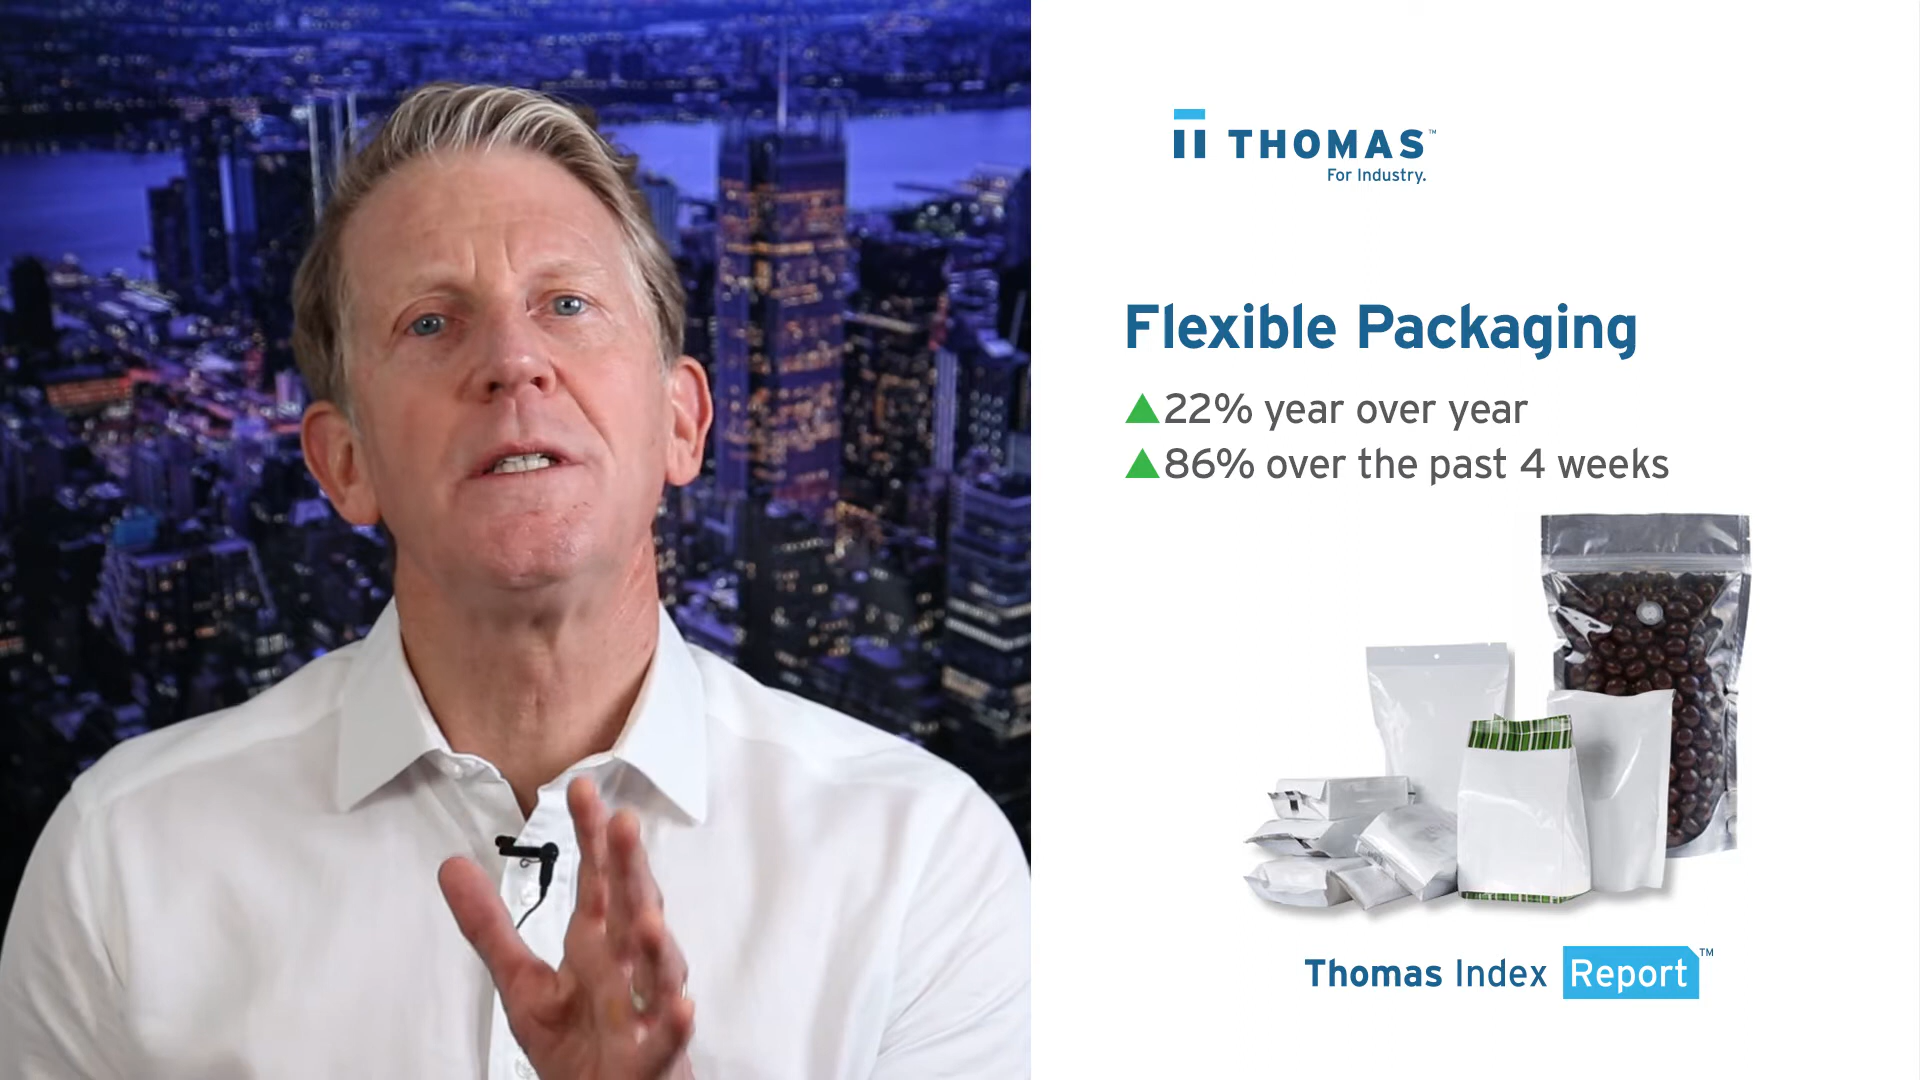 THOMAS™
For Industry.
Flexible Packaging
▲22% year over year
▲86% over the past 4 weeks
Thomas Index Report™